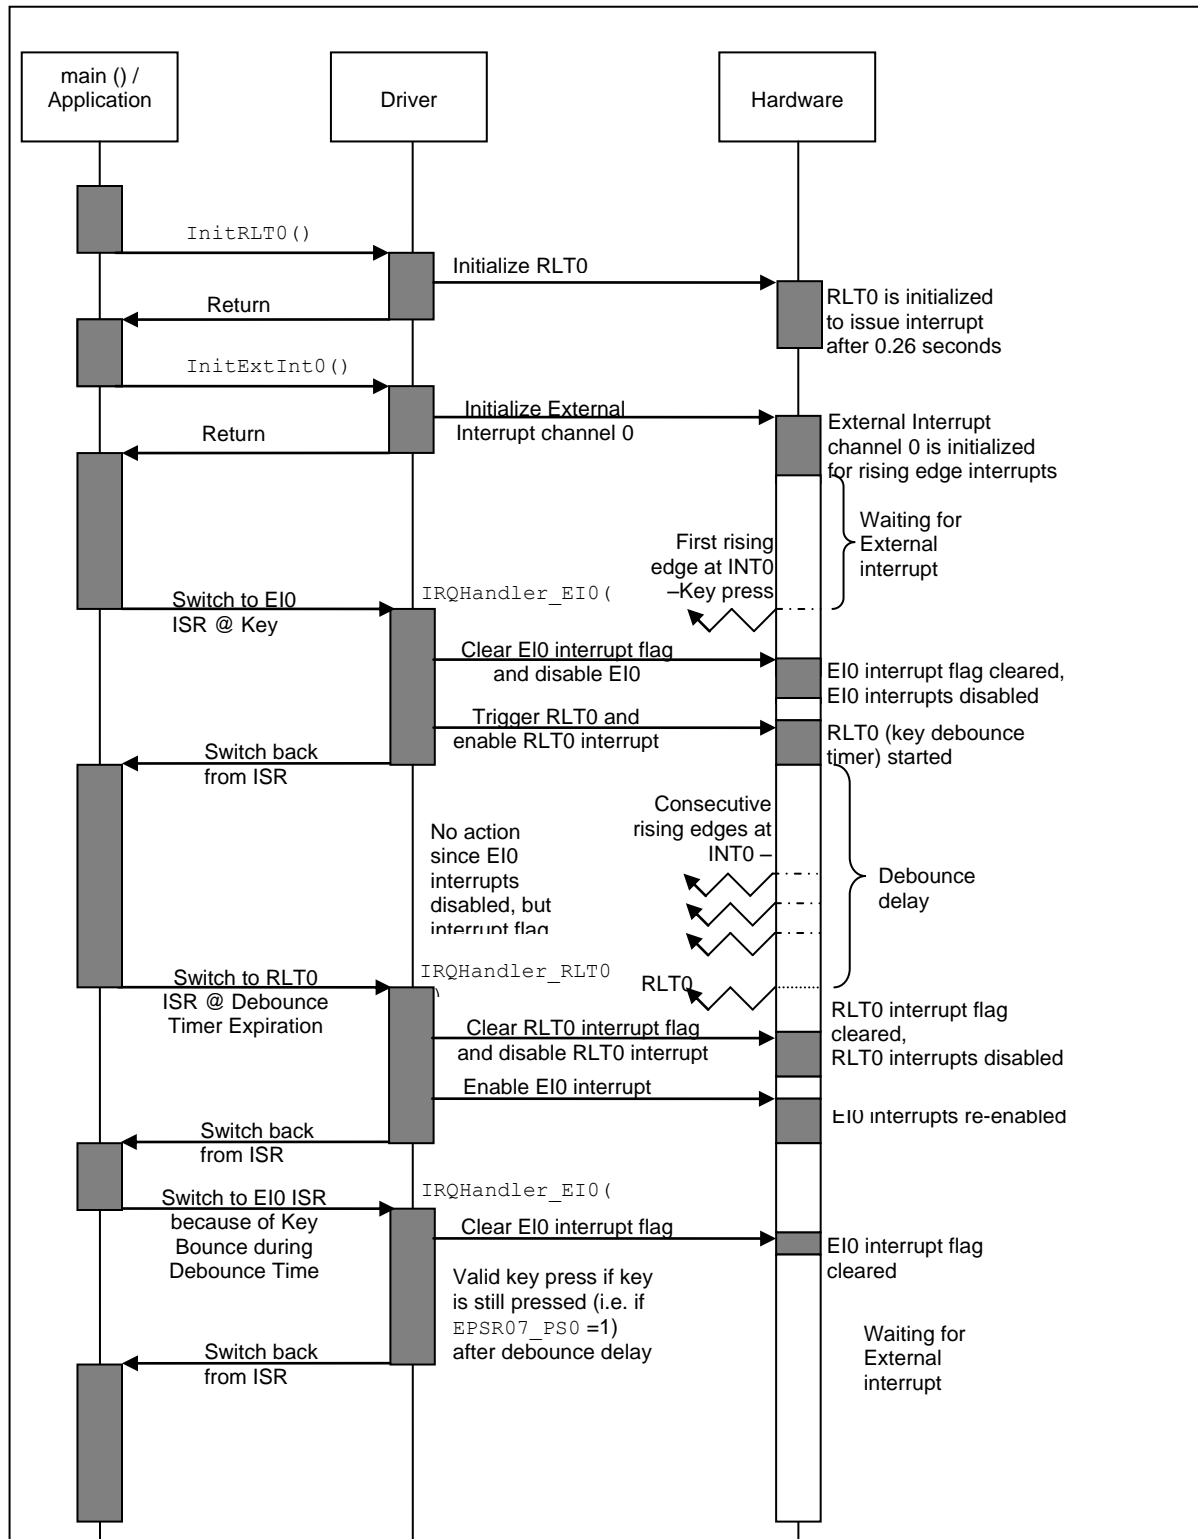 main () /
Application
Driver
Hardware
InitRLT0()
Initialize RLT0
Return
RLT0 is initialized
to issue interrupt
after 0.26 seconds
InitExtInt0()
Initialize External
Interrupt channel 0
Return
External Interrupt
channel 0 is initialized
for rising edge interrupts
Waiting for
External
interrupt
First rising
edge at INT0
–Key press
Switch to EI0
ISR @ Key
IRQHandler_EI0(
Clear EI0 interrupt flag
and disable EI0
EI0 interrupt flag cleared,
EI0 interrupts disabled
Trigger RLT0 and
enable RLT0 interrupt
RLT0 (key debounce
timer) started
Switch back
from ISR
Consecutive
rising edges at
INT0 –
No action
since EI0
interrupts
disabled, but
interrupt flag
Debounce
delay
Switch to RLT0
ISR @ Debounce
Timer Expiration
IRQHandler_RLT0
RLT0
Clear RLT0 interrupt flag
and disable RLT0 interrupt
RLT0 interrupt flag
cleared,
RLT0 interrupts disabled
Enable EI0 interrupt
EI0 interrupts re-enabled
Switch back
from ISR
Switch to EI0 ISR
because of Key
Bounce during
Debounce Time
IRQHandler_EI0(
Clear EI0 interrupt flag
EI0 interrupt flag
cleared
Valid key press if key
is still pressed (i.e. if
EPSR07_PS0 =1)
after debounce delay
Switch back
from ISR
Waiting for
External
interrupt